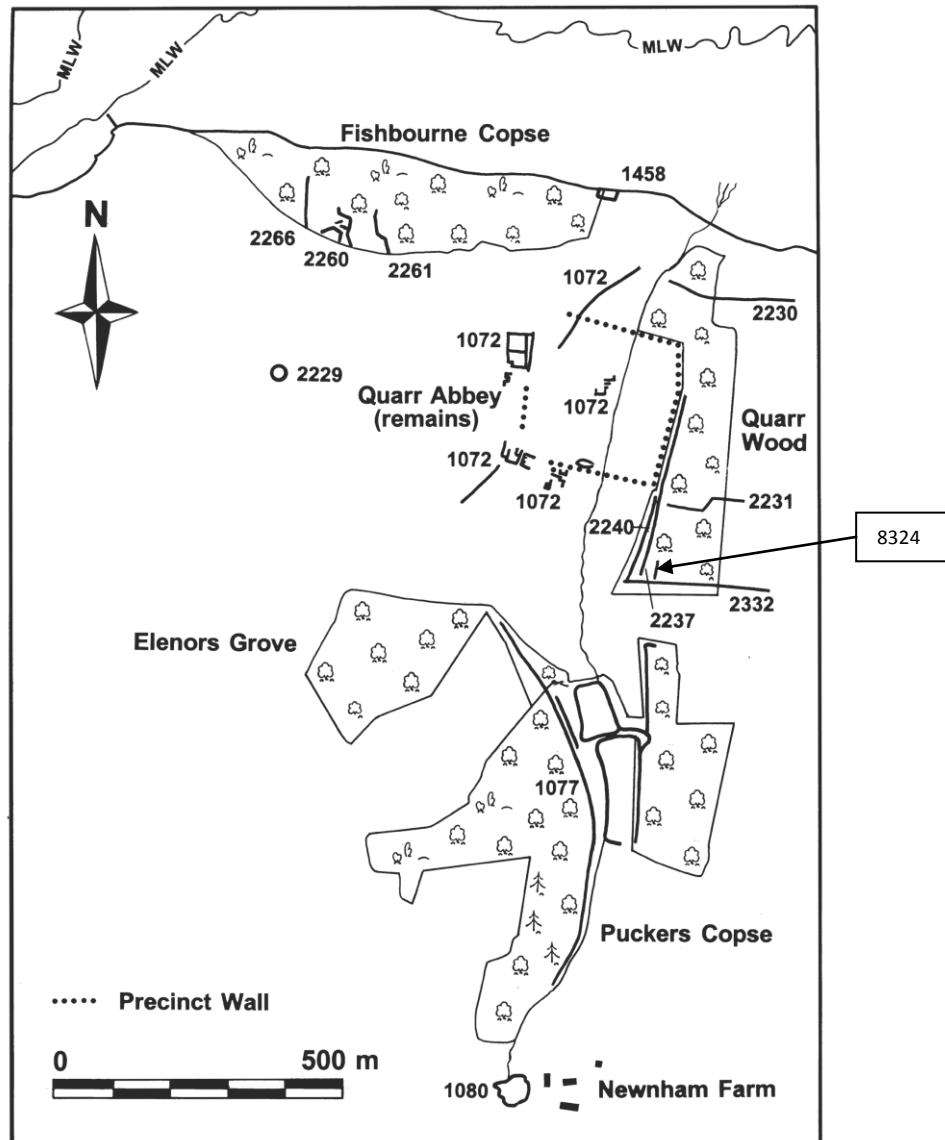 MLW
MLW
MLW
Fishbourne Copse
1458
2266
2260
2261
1072
2230
N
1072
2229
Quarr Abbey
(remains)
1072
Quarr
Wood
1072
1072
2231
2240
8324
2237
2332
Elenors Grove
1077
Puckers Copse
Precinct Wall
0
500 m
1080
Newnham Farm